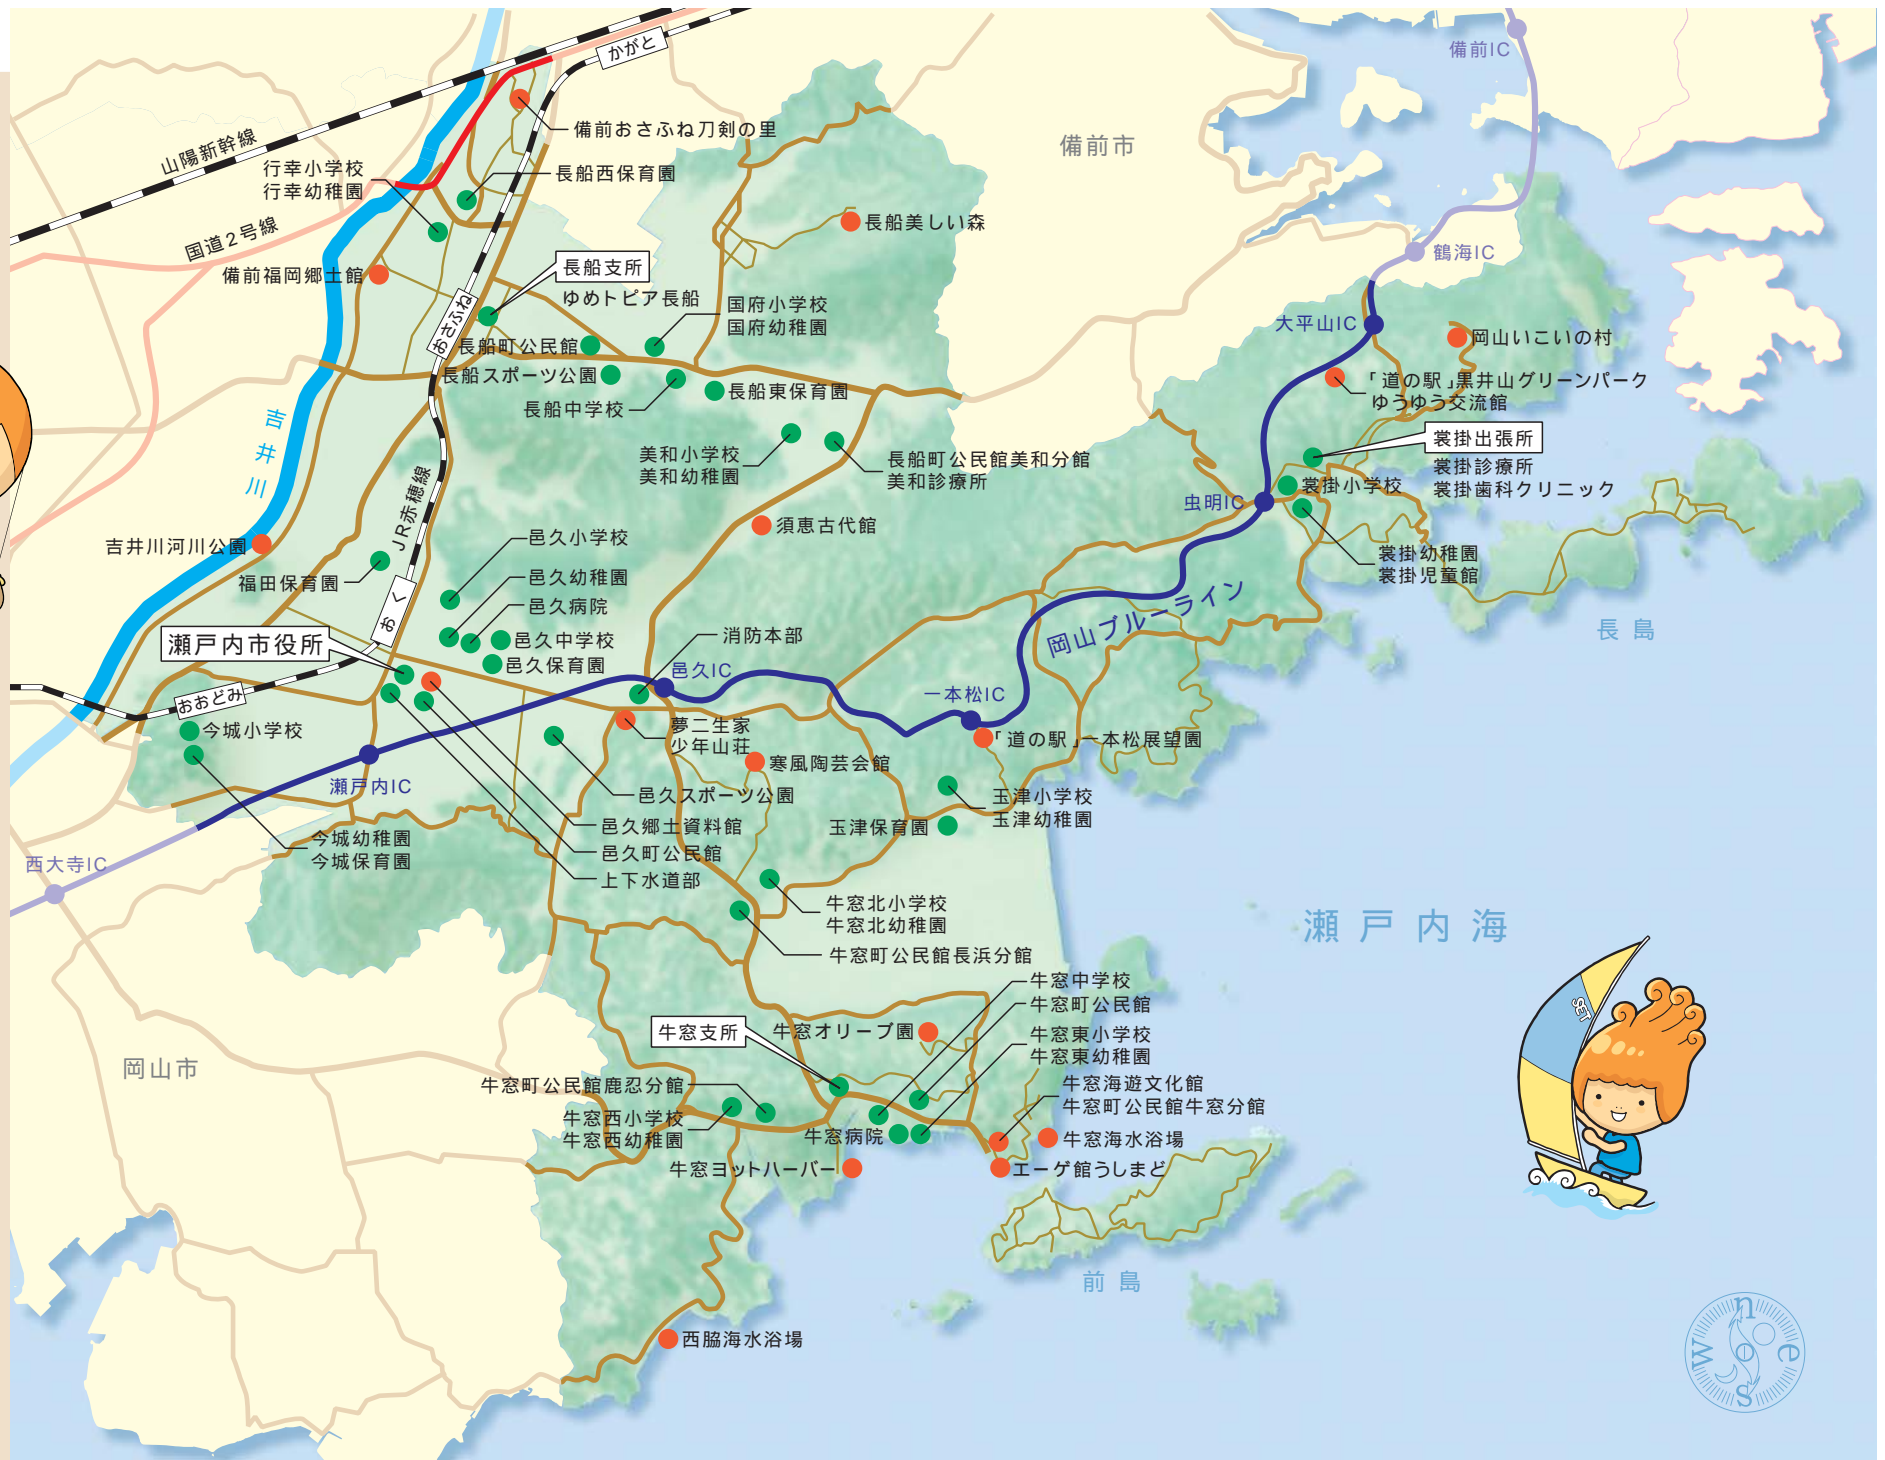 かがと
備前IC
備前おさふね刀剣の里
備前市
山陽新幹線
行幸小学校
行幸幼稚園
長船西保育園
長船美しい森
国道2号線
鶴海IC
備前福岡郷土館
長船支所
ゆめトピア長船
国府小学校
国府幼稚園
おさふね
大平山IC
岡山いこいの村
長船町公民館
長船スポーツ公園
長船中学校
長船東保育園
「道の駅」黒井山グリーンパーク
ゆうゆう交流館
吉井川
美和小学校
美和幼稚園
長船町公民館美和分館
美和診療所
裳掛出張所
裳掛診療所
裳掛歯科クリニック
裳掛小学校
虫明IC
JR赤穂線
須恵古代館
吉井川河川公園
邑久小学校
裳掛幼稚園
裳掛児童館
福田保育園
邑久幼稚園
邑久病院
おく
岡山ブルーライン
長島
瀬戸内市役所
邑久中学校
邑久保育園
消防本部
邑久IC
一本松IC
おおどみ
今城小学校
夢二生家
少年山荘
「道の駅」一本松展望園
寒風陶芸会館
瀬戸内IC
邑久スポーツ公園
玉津小学校
玉津幼稚園
玉津保育園
邑久郷土資料館
邑久町公民館
上下水道部
今城幼稚園
今城保育園
西大寺IC
牛窓北小学校
牛窓北幼稚園
瀬戸内海
牛窓町公民館長浜分館
牛窓中学校
牛窓町公民館
SET
牛窓支所
牛窓オリーブ園
牛窓東小学校
牛窓東幼稚園
岡山市
牛窓町公民館鹿忍分館
牛窓海遊文化館
牛窓町公民館牛窓分館
牛窓西小学校
牛窓西幼稚園
牛窓病院
牛窓海水浴場
牛窓ヨットハーバー
エーゲ館うしまど
前島
西脇海水浴場
n
w
e
s